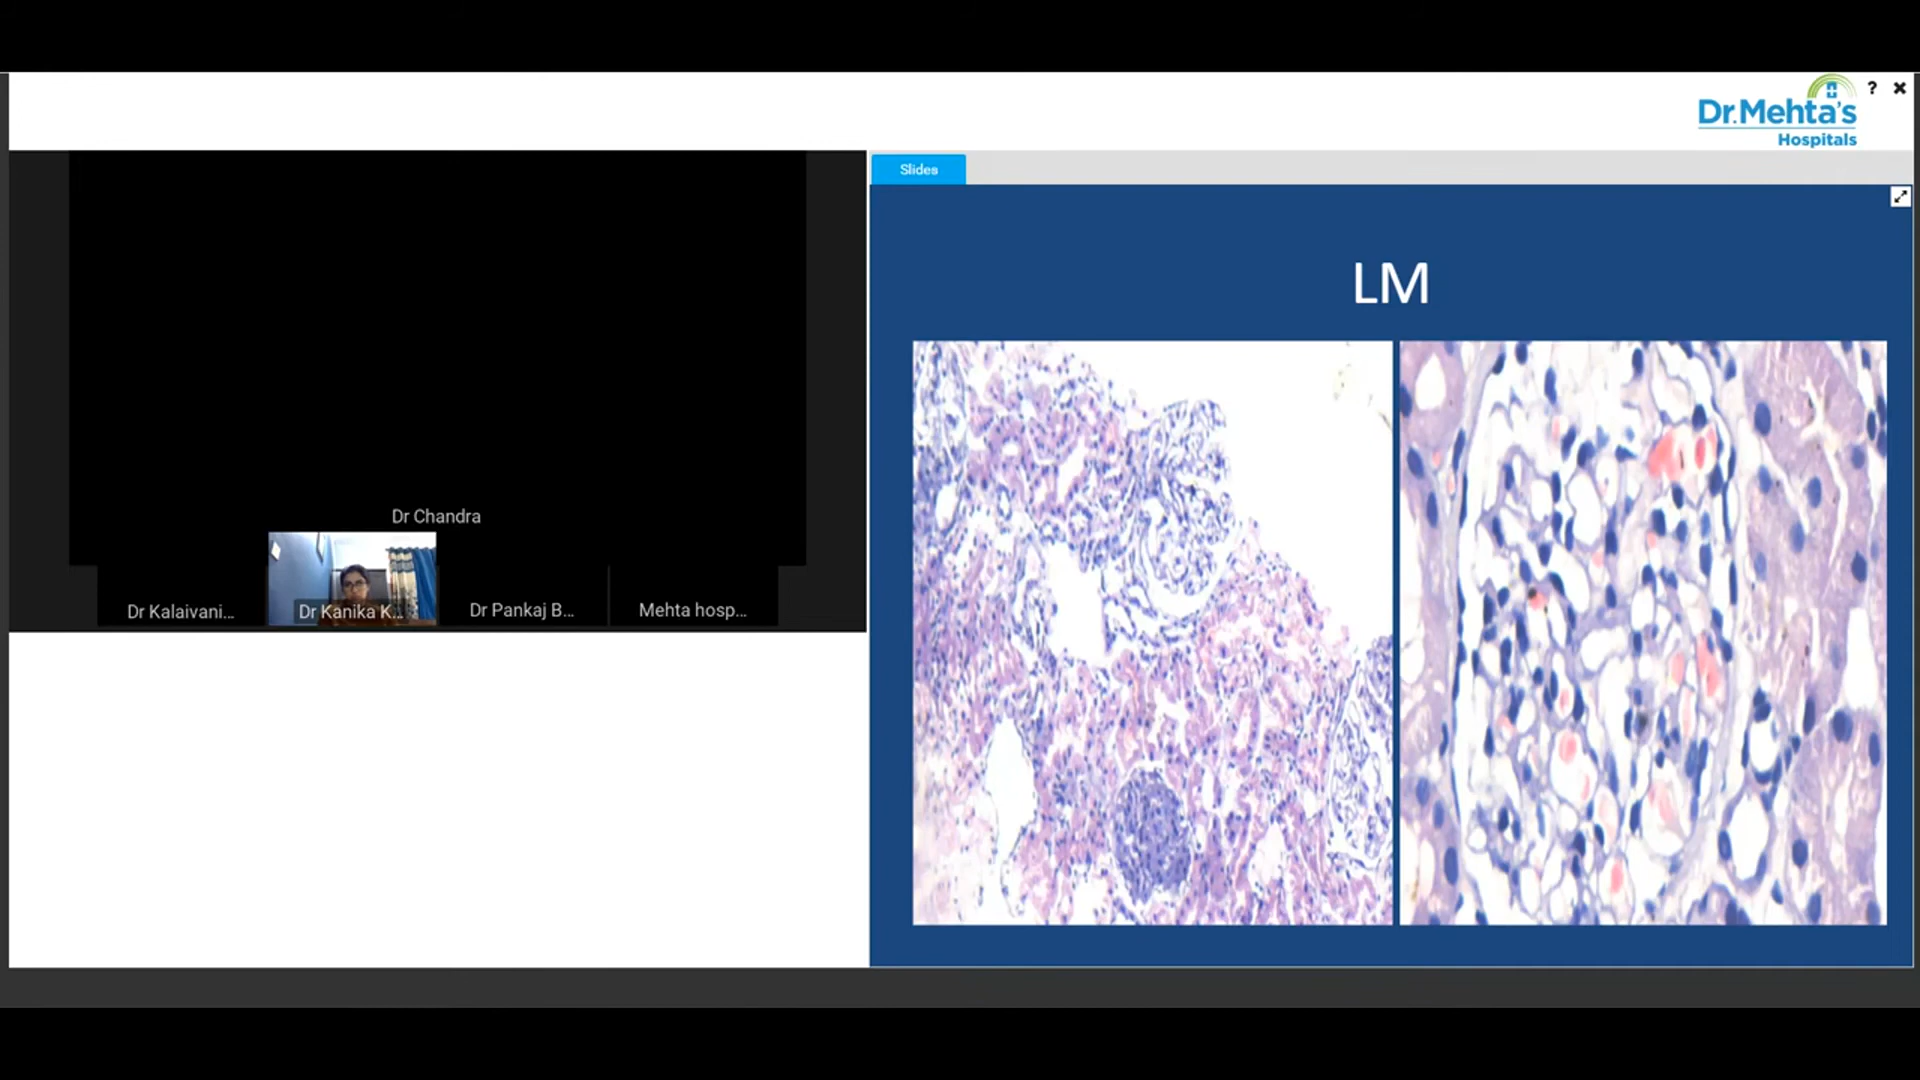 Dr.Mehta's
Hospitals
?
Slides
LM
Dr Chandra
Dr Kalaivani...
Dr Kanika K...
Dr Pankaj B...
Mehta hosp...